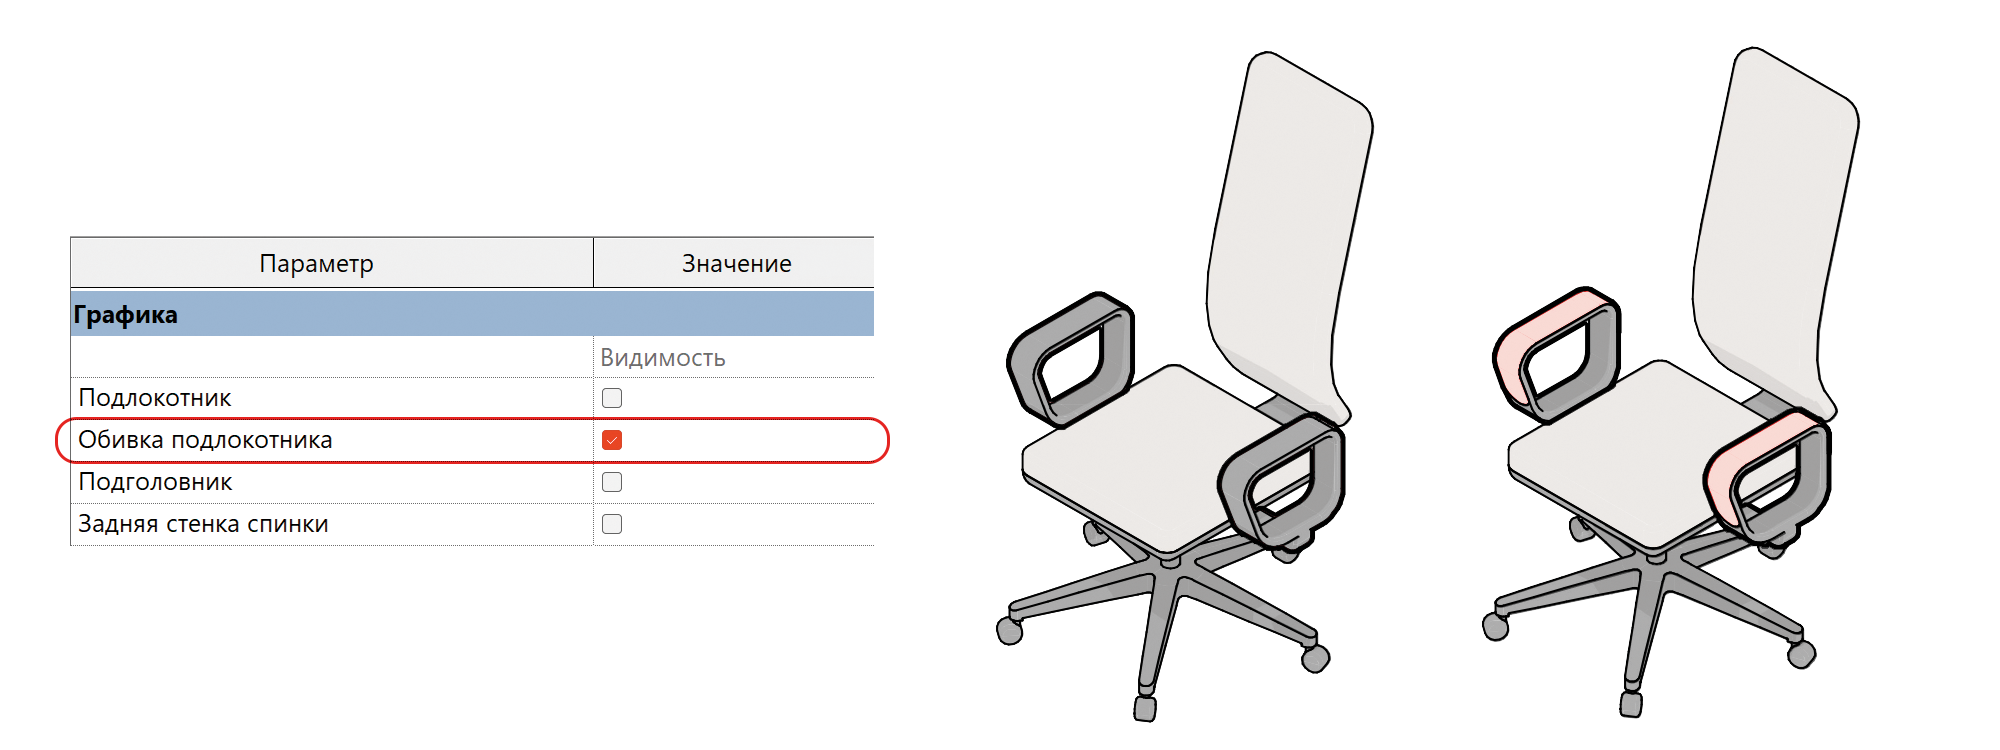 Параметр Значение
Графика
Видимость
Подлокотник
Обивка подлокотника
Подголовник
Задняя стенка спинки